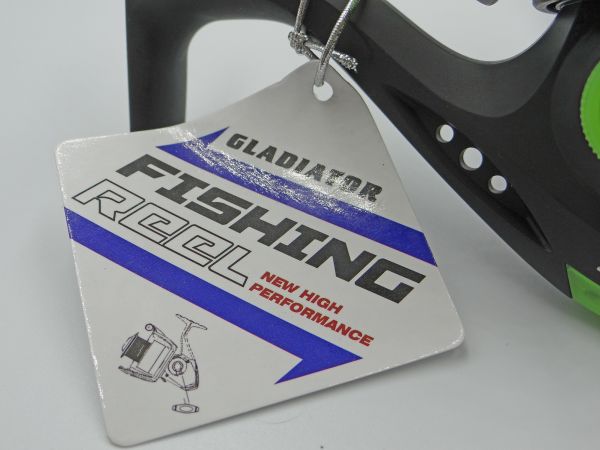 GLADIATOR
FISHING
REEL
NEW HIGH
PERFORMANCE